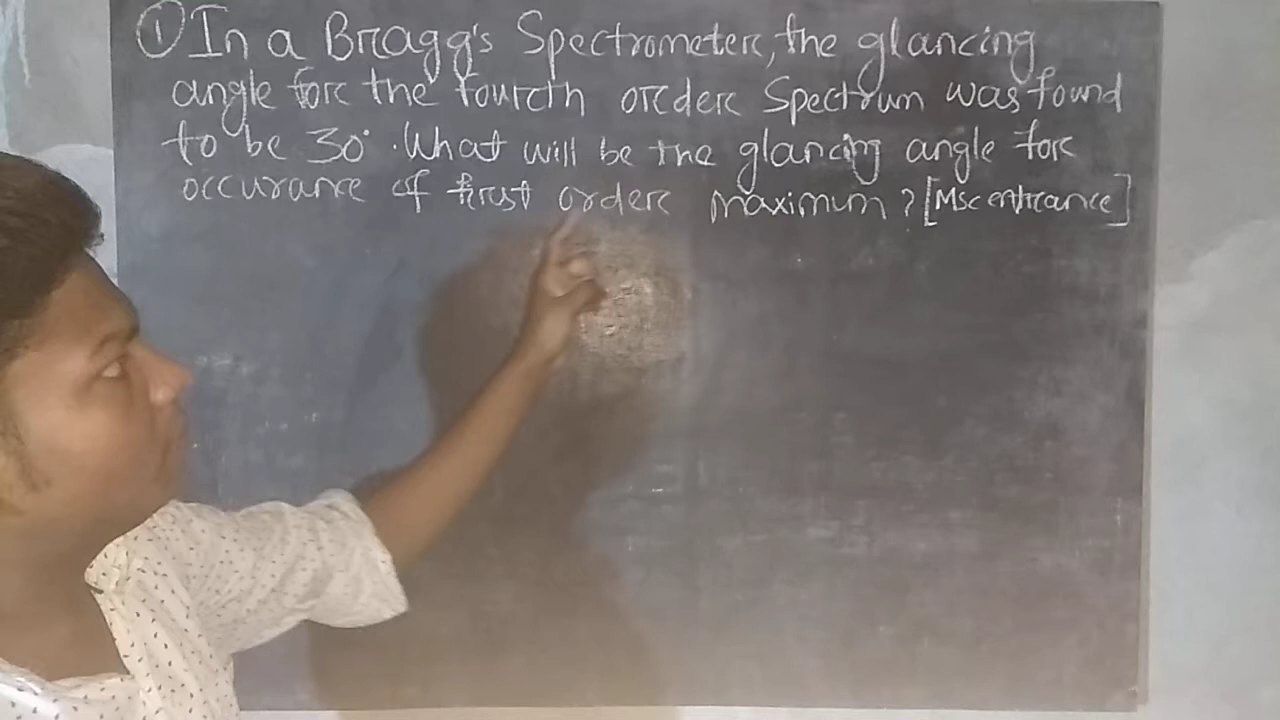 ① In a Bragg's Spectrometer, the glancing
angle for the fourth order Spectrum was found
to be 30°. What will be the glancing angle for
occurance of first order maximum? [Msc entrance]